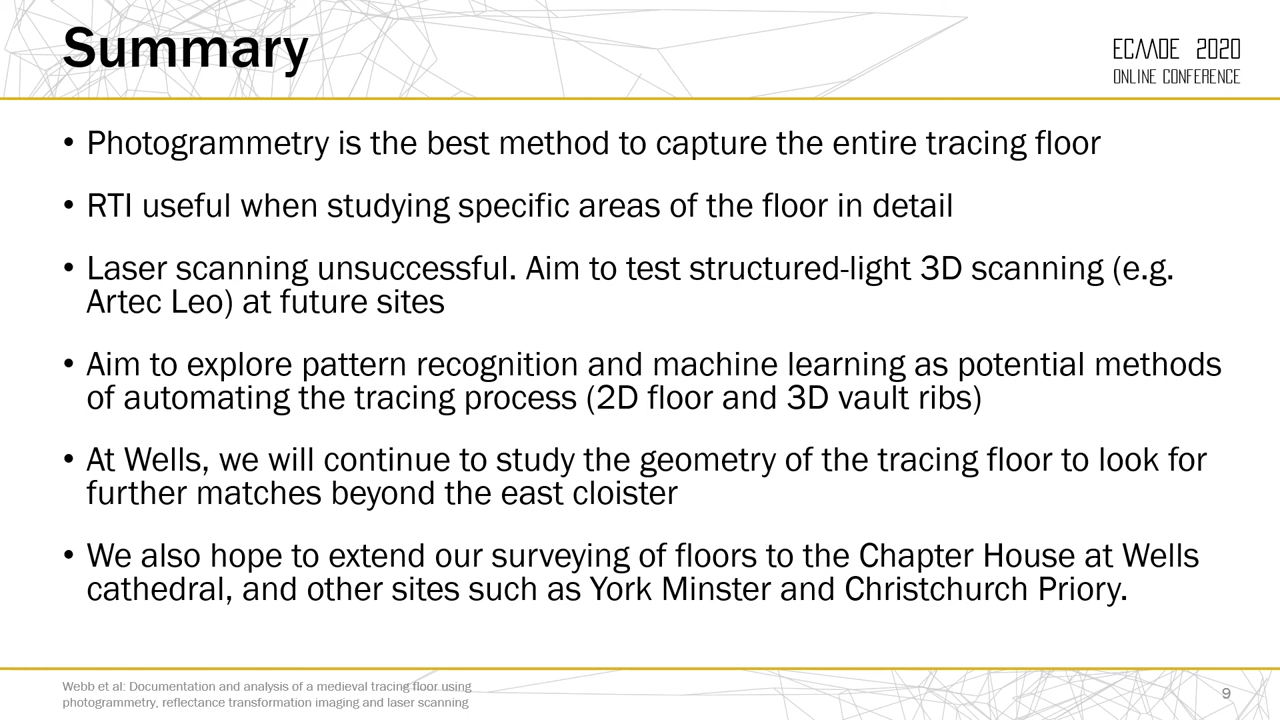 Summary
ECMDE 2020
ONLINE CONFERENCE
• Photogrammetry is the best method to capture the entire tracing floor
• RTI useful when studying specific areas of the floor in detail
• Laser scanning unsuccessful. Aim to test structured-light 3D scanning (e.g.
Artec Leo) at future sites
• Aim to explore pattern recognition and machine learning as potential methods
of automating the tracing process (2D floor and 3D vault ribs)
• At Wells, we will continue to study the geometry of the tracing floor to look for
further matches beyond the east cloister
• We also hope to extend our surveying of floors to the Chapter House at Wells
cathedral, and other sites such as York Minster and Christchurch Priory.
Webb et al: Documentation and analysis of a medieval tracing floor using
photogrammetry, reflectance transformation imaging and laser scanning
9